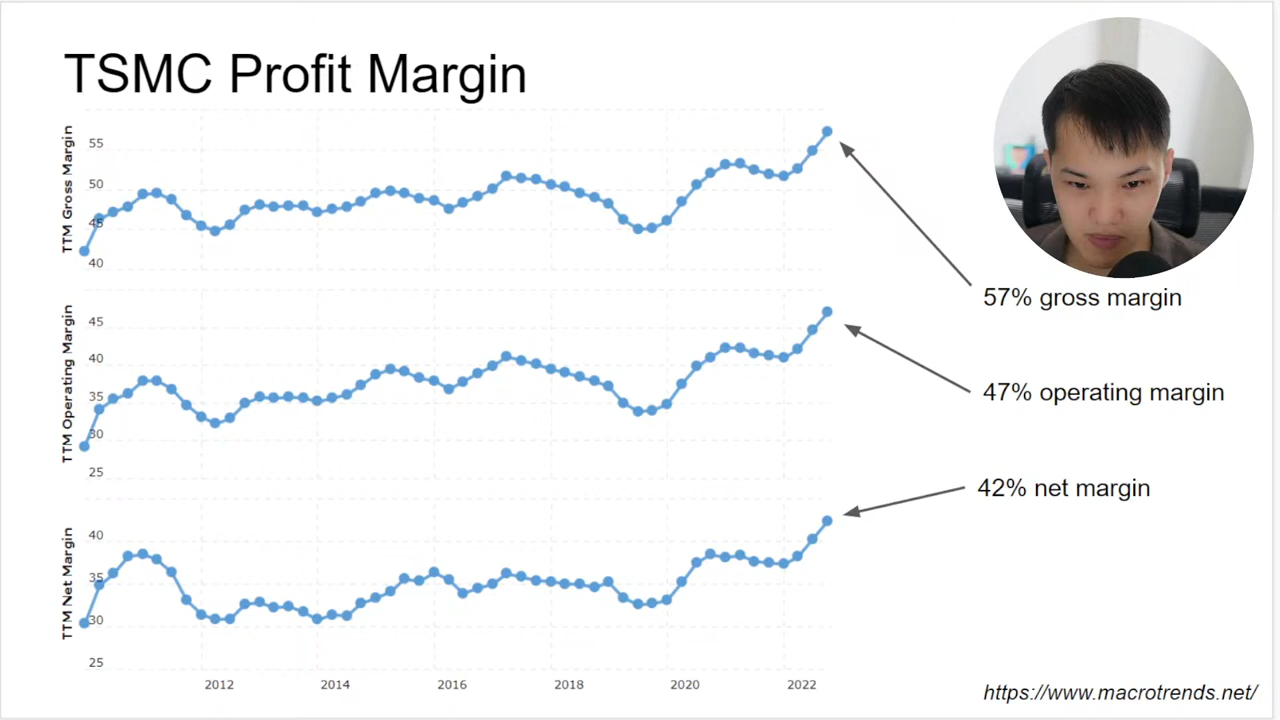 TSMC Profit Margin
TTM Gross Margin
55
50
45
40
57% gross margin
TTM Operating Margin
45
40
35
30
25
47% operating margin
TTM Net Margin
40
35
30
25
42% net margin
2012 2014 2016 2018 2020 2022
https://www.macrotrends.net/